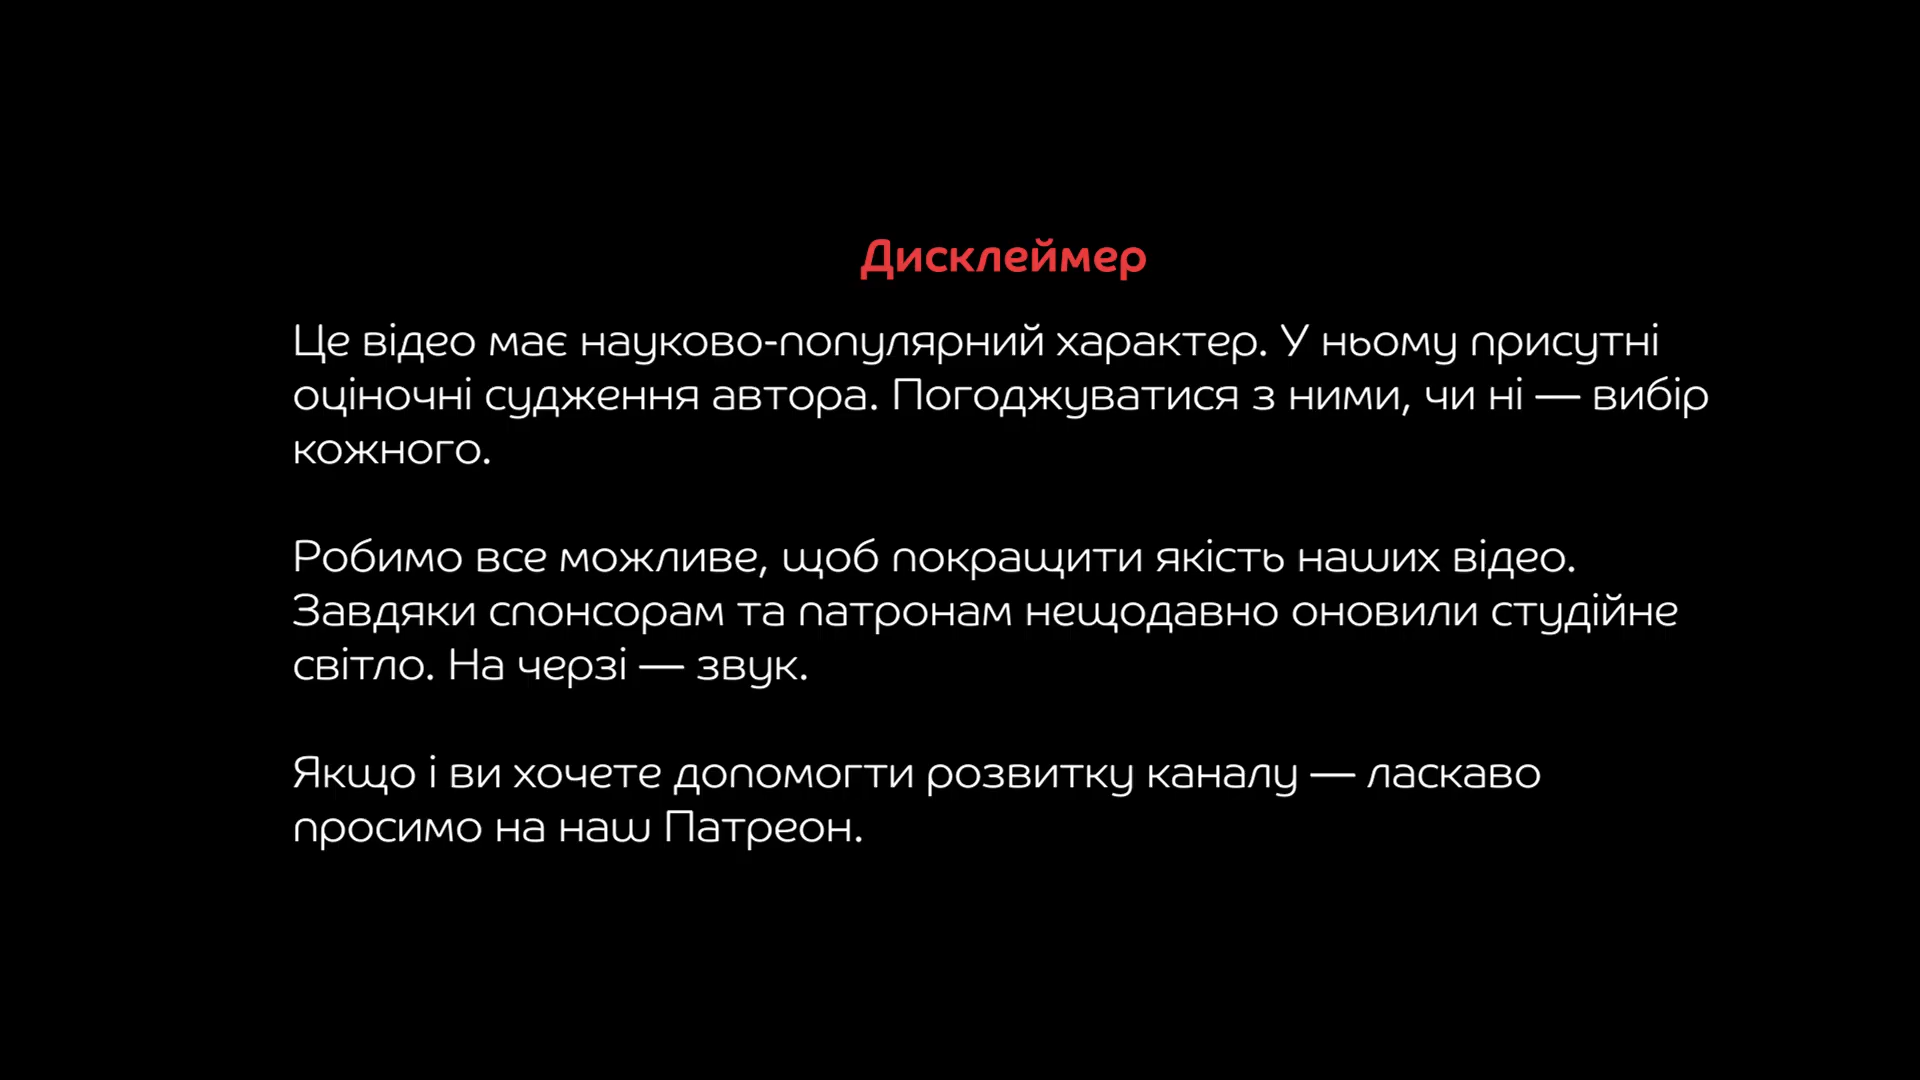 Дисклеймер
Це відео має науково-популярний характер. У ньому присутні
оціночні судження автора. Погоджуватися з ними, чи ні — вибір
кожного.
Робимо все можливе, щоб покращити якість наших відео.
Завдяки спонсорам та патронам нещодавно оновили студійне
світло. На черзі — звук.
Якщо і ви хочете допомогти розвитку каналу — ласкаво
просимо на наш Патреон.